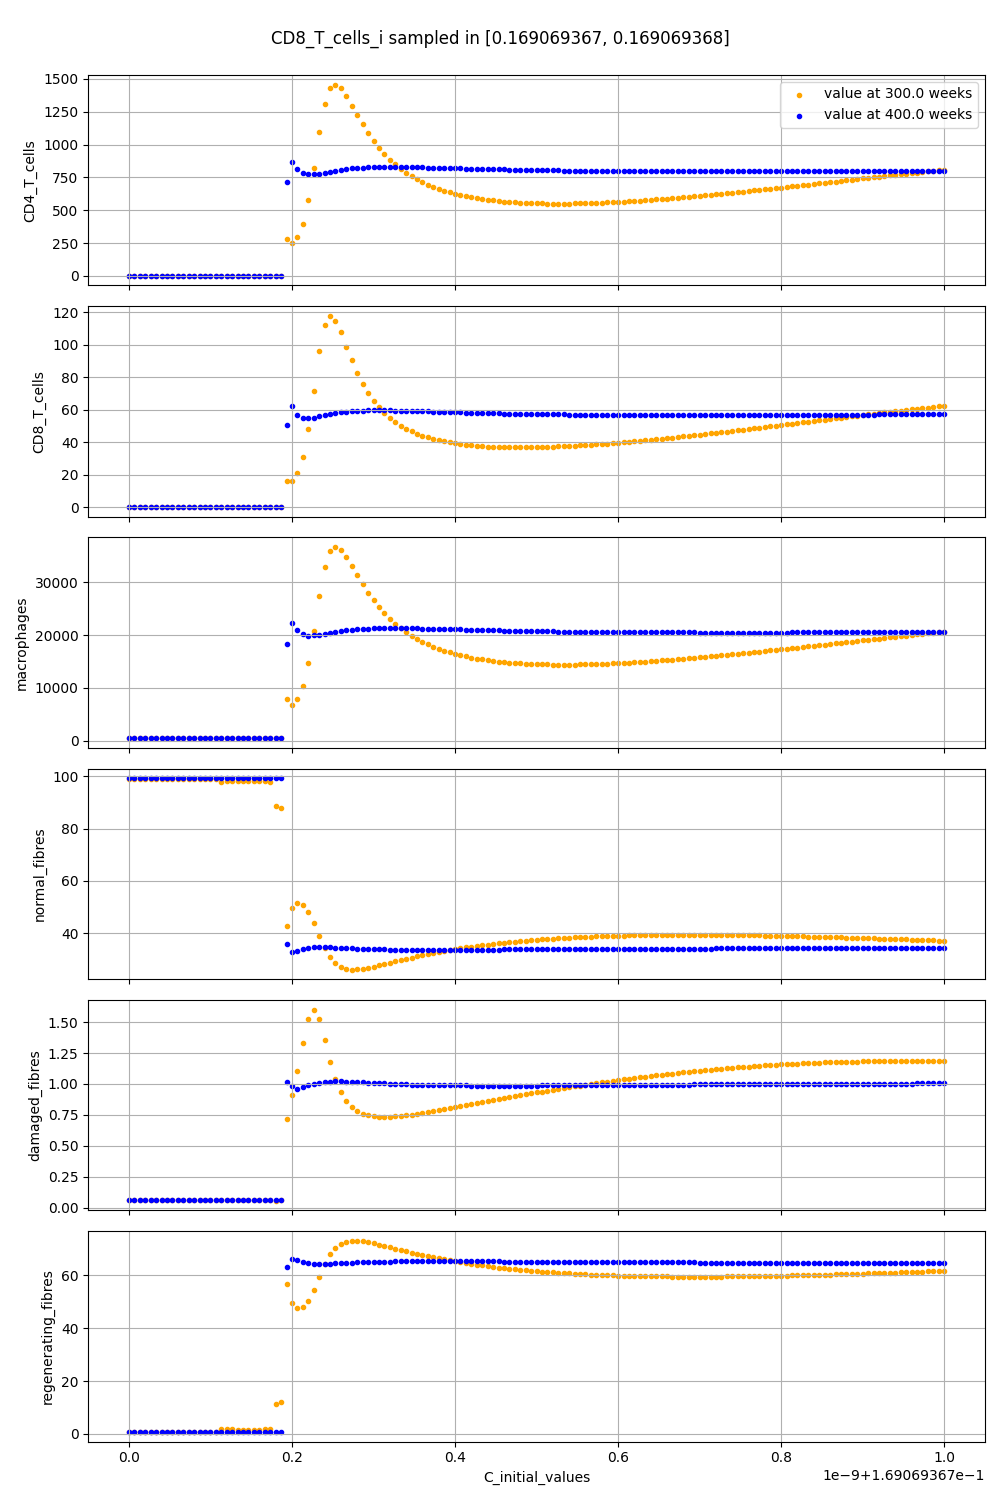 CD8_T_cells_i sampled in [0.169069367, 0.169069368]
value at 300.0 weeks
value at 400.0 weeks
CD4_T_cells
1500
1250
1000
750
500
250
0
CD8_T_cells
120
100
80
60
40
20
0
macrophages
30000
20000
10000
0
normal_fibres
100
80
60
40
damaged_fibres
1.50
1.25
1.00
0.75
0.50
0.25
0.00
regenerating_fibres
60
40
20
0
0.0 0.2 0.4 0.6 0.8 1.0
C_initial_values
1e−9+1.69069367e−1